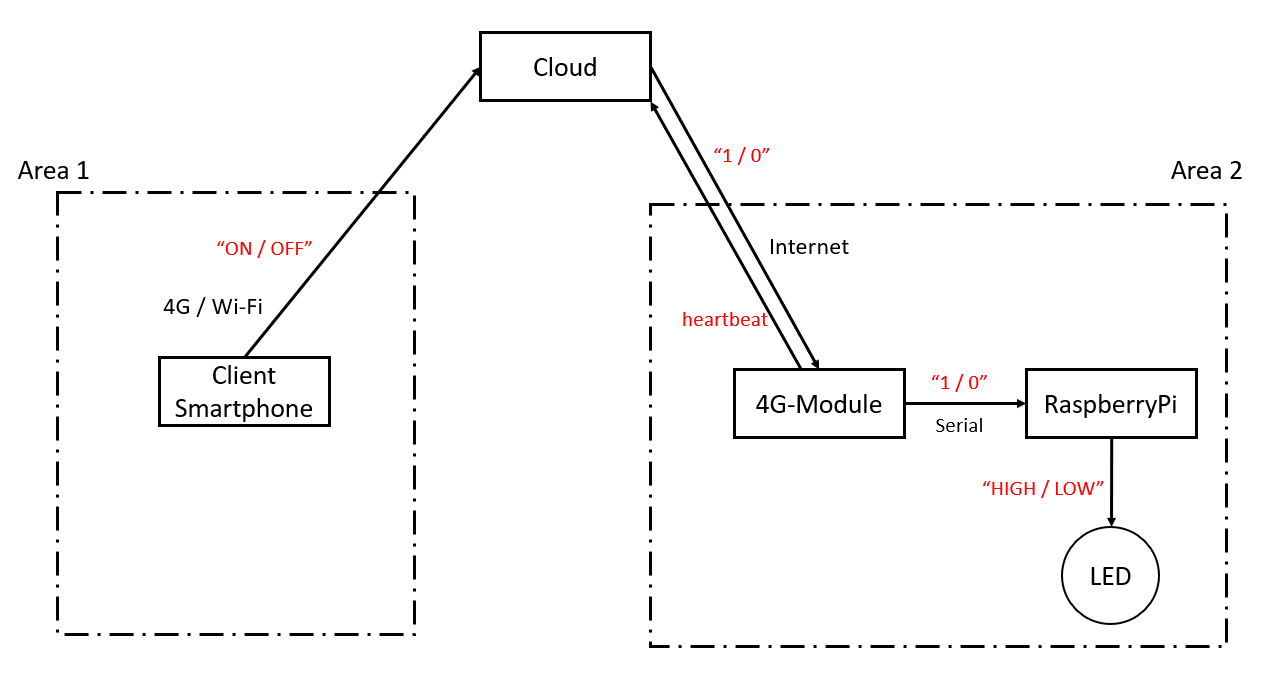 Cloud
Area 1
Area 2
“1 / 0”
“ON / OFF”
Internet
4G / Wi-Fi
heartbeat
Client
Smartphone
4G-Module
“1 / 0”
Serial
RaspberryPi
“HIGH / LOW”
LED